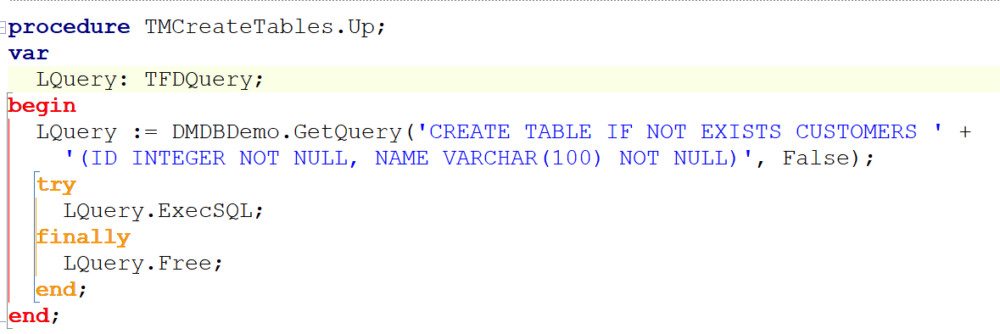 procedure TMCreateTables.Up;
var
  LQuery: TFDQuery;
begin
  LQuery := DMDBDemo.GetQuery('CREATE TABLE IF NOT EXISTS CUSTOMERS ' +
    '(ID INTEGER NOT NULL, NAME VARCHAR(100) NOT NULL)', False);
  try
    LQuery.ExecSQL;
  finally
    LQuery.Free;
  end;
end;